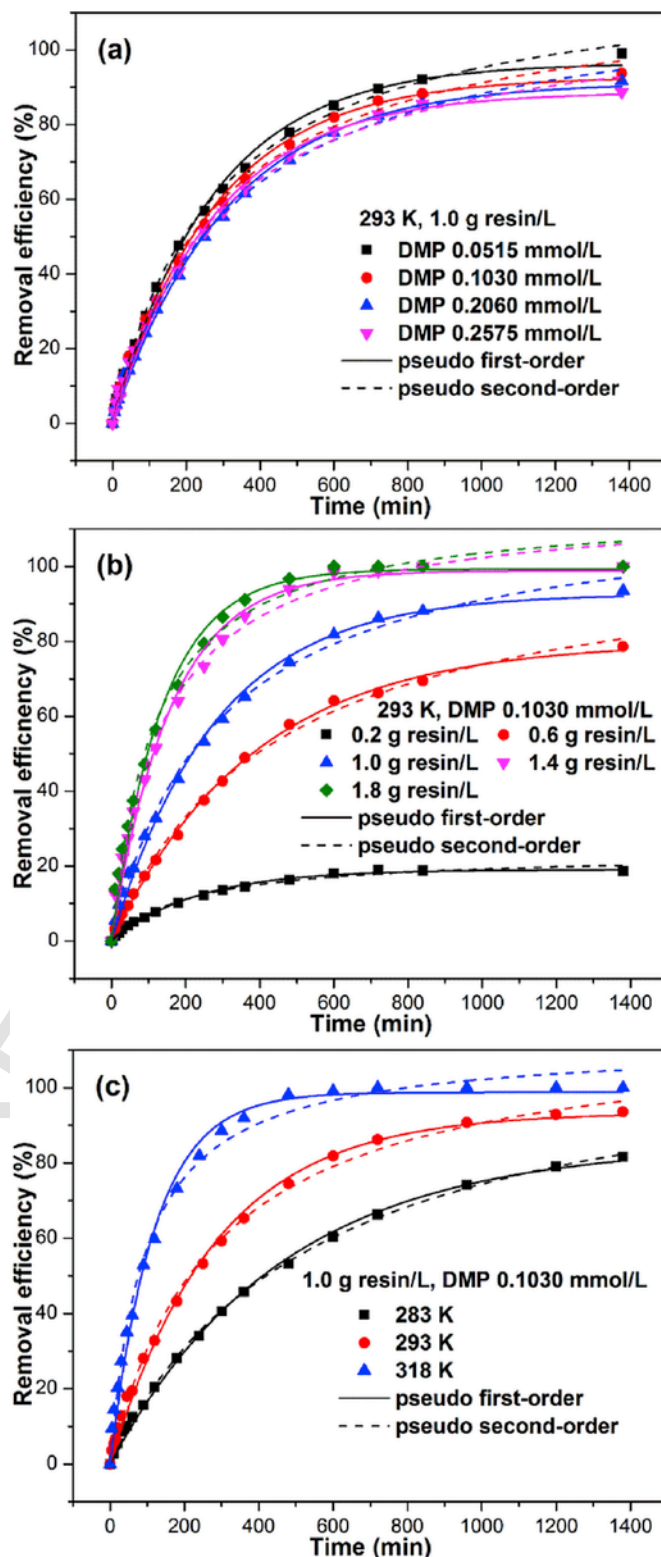 (a)
100
80
60
40
20
0
Removal efficiency (%)
293 K, 1.0 g resin/L
DMP 0.0515 mmol/L
DMP 0.1030 mmol/L
DMP 0.2060 mmol/L
DMP 0.2575 mmol/L
pseudo first-order
pseudo second-order
0 200 400 600 800 1000 1200 1400
Time (min)
(b)
100
80
60
40
20
0
Removal efficnency (%)
293 K, DMP 0.1030 mmol/L
0.2 g resin/L 0.6 g resin/L
1.0 g resin/L 1.4 g resin/L
1.8 g resin/L
pseudo first-order
pseudo second-order
0 200 400 600 800 1000 1200 1400
Time (min)
(c)
100
80
60
40
20
0
Removal efficiency (%)
1.0 g resin/L, DMP 0.1030 mmol/L
283 K
293 K
318 K
pseudo first-order
pseudo second-order
0 200 400 600 800 1000 1200 1400
Time (min)